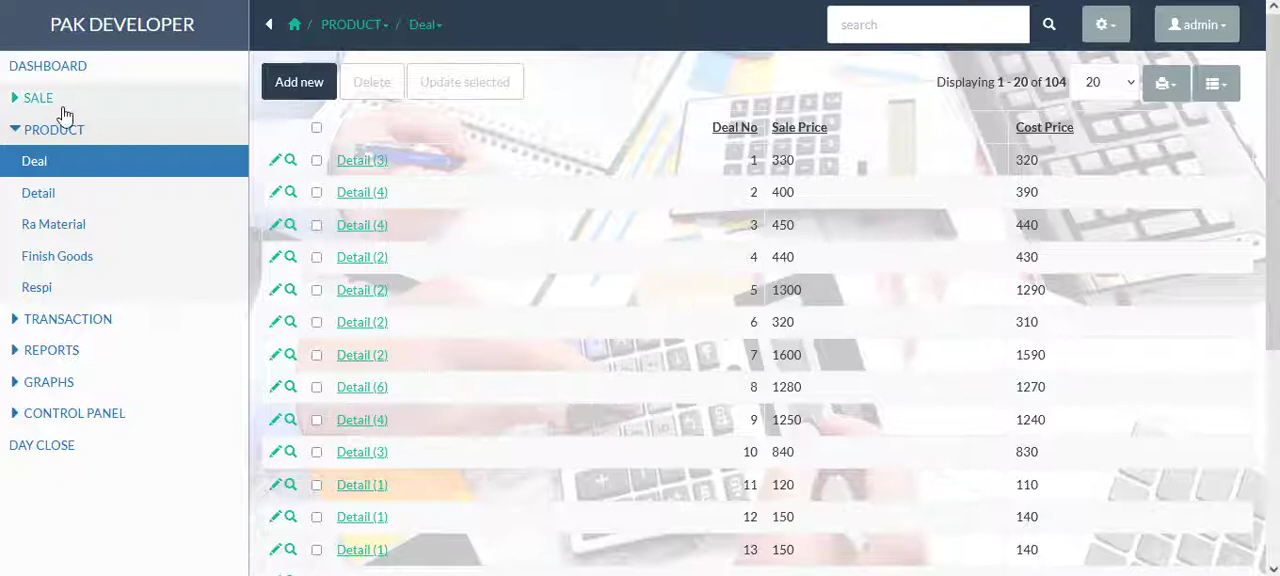 PAK DEVELOPER
/ PRODUCT / Deal
search
admin
DASHBOARD
SALE
PRODUCT
Deal
Detail
Ra Material
Finish Goods
Respi
TRANSACTION
REPORTS
GRAPHS
CONTROL PANEL
DAY CLOSE
Add new Delete Update selected Displaying 1 - 20 of 104 20
Deal No Sale Price Cost Price
Detail (3) 1 330 320
Detail (4) 2 400 390
Detail (4) 3 450 440
Detail (2) 4 440 430
Detail (2) 5 1300 1290
Detail (2) 6 320 310
Detail (2) 7 1600 1590
Detail (6) 8 1280 1270
Detail (4) 9 1250 1240
Detail (3) 10 840 830
Detail (1) 11 120 110
Detail (1) 12 150 140
Detail (1) 13 150 140